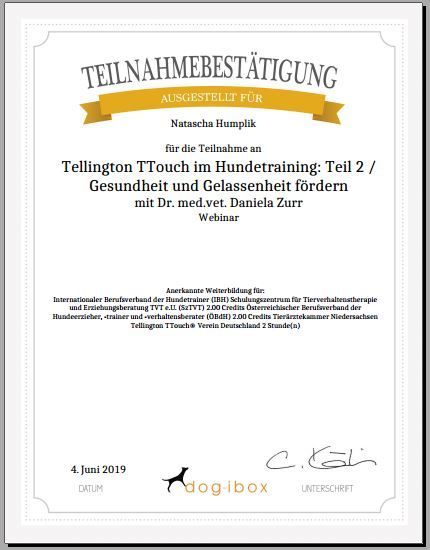 TEILNAHMEBESTÄTIGUNG
AUSGESTELLT FÜR
Natascha Humplik
für die Teilnahme an
Tellington TTouch im Hundetraining: Teil 2 /
Gesundheit und Gelassenheit fördern
mit Dr. med.vet. Daniela Zurr
Webinar
Anerkannte Weiterbildung für:
Internationaler Berufsverband der Hundetrainer (IBH) Schulungszentrum für Tierverhaltenstherapie
und Erziehungsberatung TVT e.U. (SzTVT) 2.00 Credits Österreichischer Berufsverband der
Hundeerzieher, -trainer und -verhaltensberater (ÖBdH) 2.00 Credits Tierärztekammer Niedersachsen
Tellington TTouch® Verein Deutschland 2 Stunde(n)
4. Juni 2019
DATUM
dog-ibox
UNTERSCHRIFT